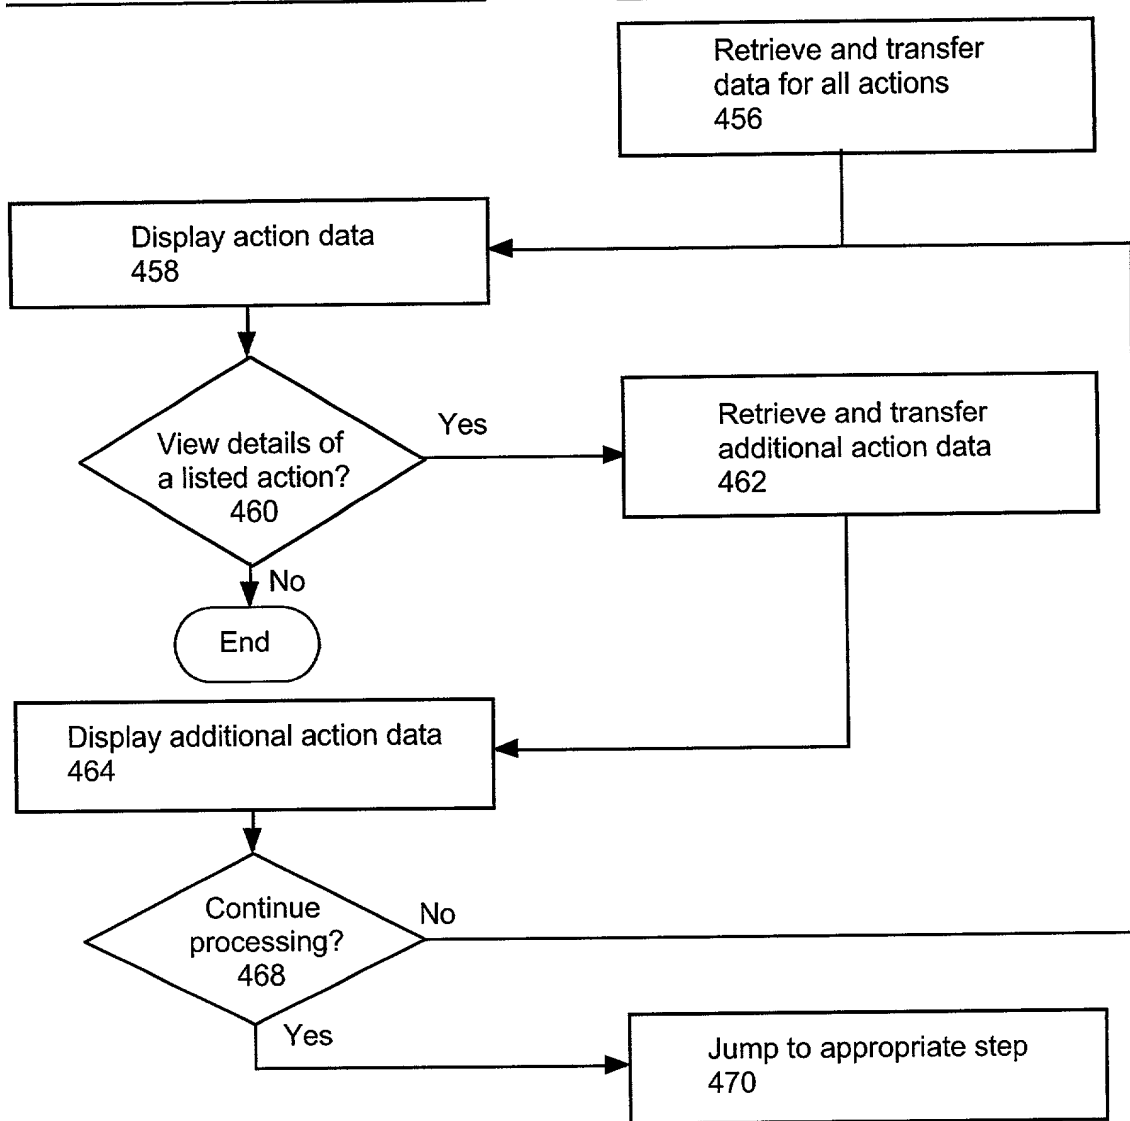 Retrieve and transfer
data for all actions
456
Display action data
458
View details of
a listed action?
460
Yes
Retrieve and transfer
additional action data
462
No
End
Display additional action data
464
Continue
processing?
468
No
Yes
Jump to appropriate step
470